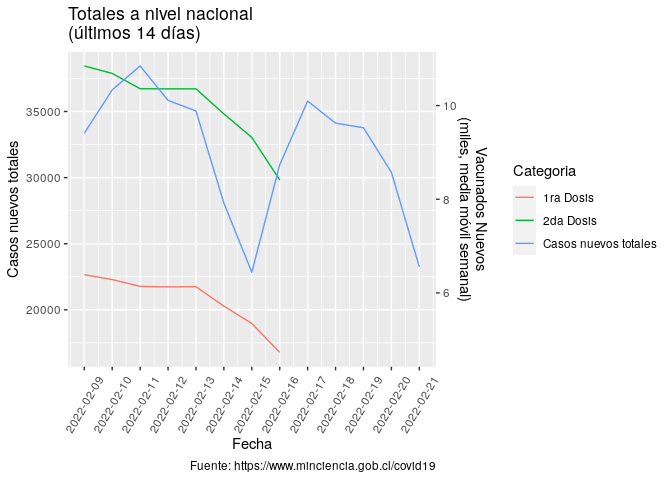 Totales a nivel nacional
(últimos 14 días)
Casos nuevos totales
35000
30000
25000
20000
10
8
6
Vacunados Nuevos
(miles, media móvil semanal)
2022-02-09
2022-02-10
2022-02-11
2022-02-12
2022-02-13
2022-02-14
2022-02-15
2022-02-16
2022-02-17
2022-02-18
2022-02-19
2022-02-20
2022-02-21
Fecha
Categoria
1ra Dosis
2da Dosis
Casos nuevos totales
Fuente: https://www.minciencia.gob.cl/covid19